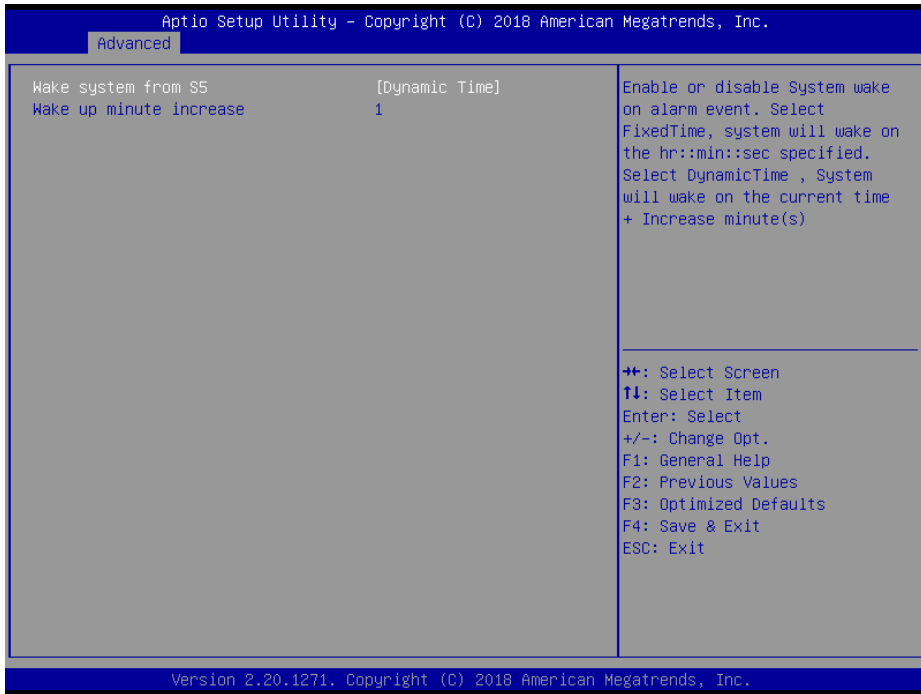 Aptio Setup Utility – Copyright (C) 2018 American Megatrends, Inc.
Advanced
Wake system from S5 [Dynamic Time]
Wake up minute increase 1
Enable or disable System wake
on alarm event. Select
FixedTime, system will wake on
the hr::min::sec specified.
Select DynamicTime , System
will wake on the current time
+ Increase minute(s)
→←: Select Screen
↑↓: Select Item
Enter: Select
+/-: Change Opt.
F1: General Help
F2: Previous Values
F3: Optimized Defaults
F4: Save & Exit
ESC: Exit
Version 2.20.1271. Copyright (C) 2018 American Megatrends, Inc.